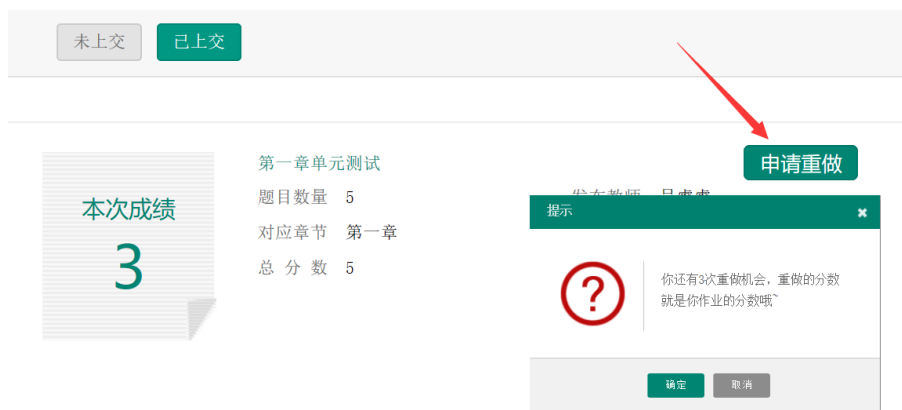 未上交 已上交
第一章单元测试 申请重做
本次成绩
3
题目数量 5
对应章节 第一章
总 分 数 5
提示
你还有3次重做机会，重做的分数
就是你作业的分数哦~
确定 取消